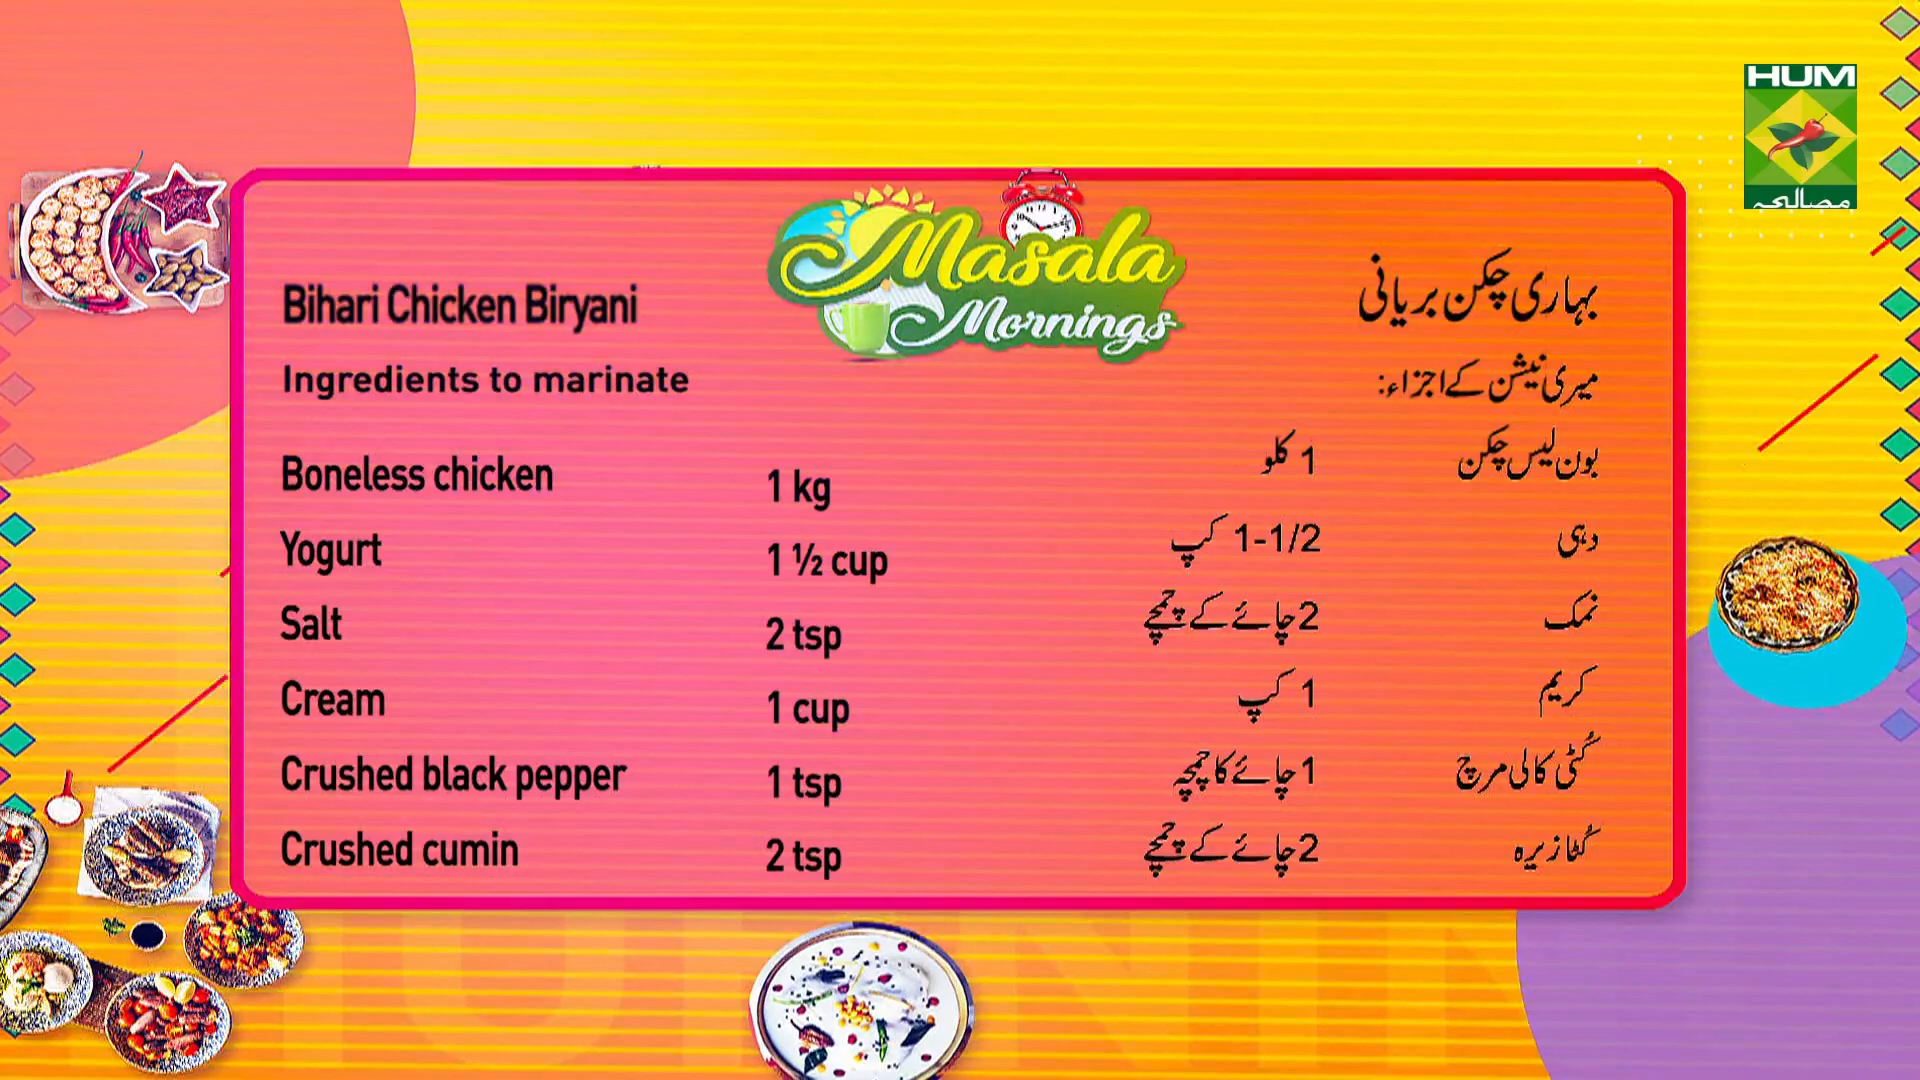 HUM
مصالحہ
Masala
Mornings
Bihari Chicken Biryani بہاری چکن بریانی
Ingredients to marinate میری نیشن کے اجزاء:
Boneless chicken 1 kg بون لیس چکن 1 کلو
Yogurt 1 ½ cup دہی 1-1/2 کپ
Salt 2 tsp نمک 2 چائے کے چمچے
Cream 1 cup کریم 1 کپ
Crushed black pepper 1 tsp کُٹی کالی مرچ 1 چائے کا چمچہ
Crushed cumin 2 tsp کُٹا زیرہ 2 چائے کے چمچے